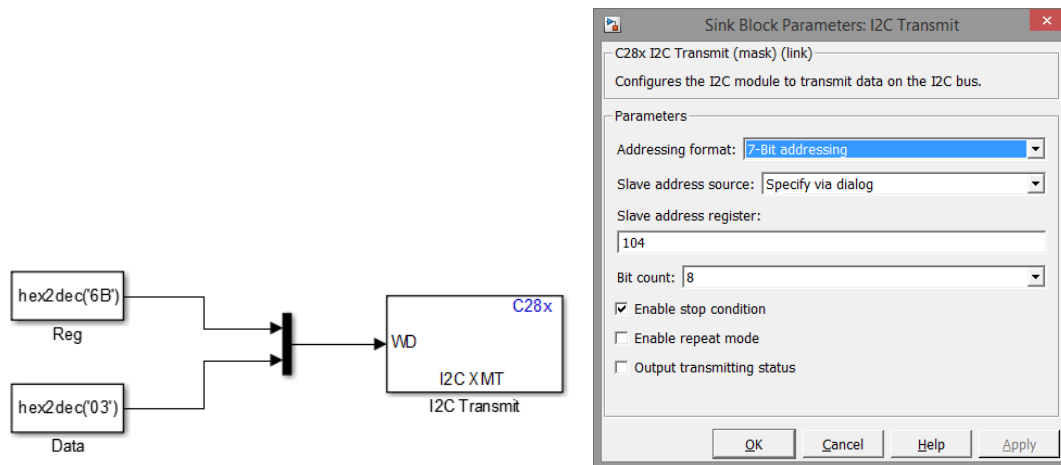 hex2dec('6B')
Reg
hex2dec('03')
Data
C28x
WD
I2C XMT
I2C Transmit
Sink Block Parameters: I2C Transmit
C28x I2C Transmit (mask) (link)
Configures the I2C module to transmit data on the I2C bus.
Parameters
Addressing format: 7-Bit addressing
Slave address source: Specify via dialog
Slave address register:
104
Bit count: 8
Enable stop condition
Enable repeat mode
Output transmitting status
OK Cancel Help Apply